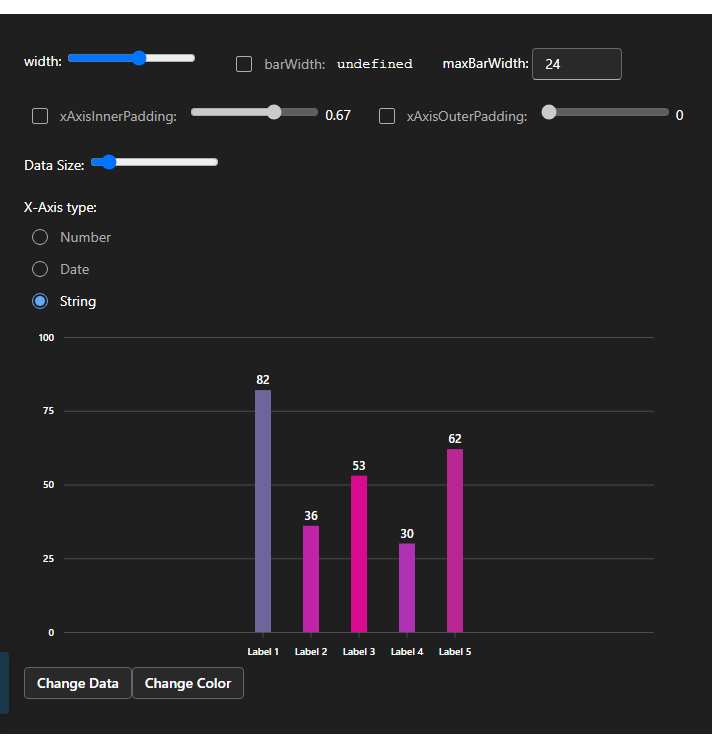 width: barWidth: undefined maxBarWidth: 24
xAxisInnerPadding: 0.67 xAxisOuterPadding: 0
Data Size:
X-Axis type:
Number
Date
String
100
82
75
62
53
50
36
30
25
0
Label 1 Label 2 Label 3 Label 4 Label 5
Change Data Change Color